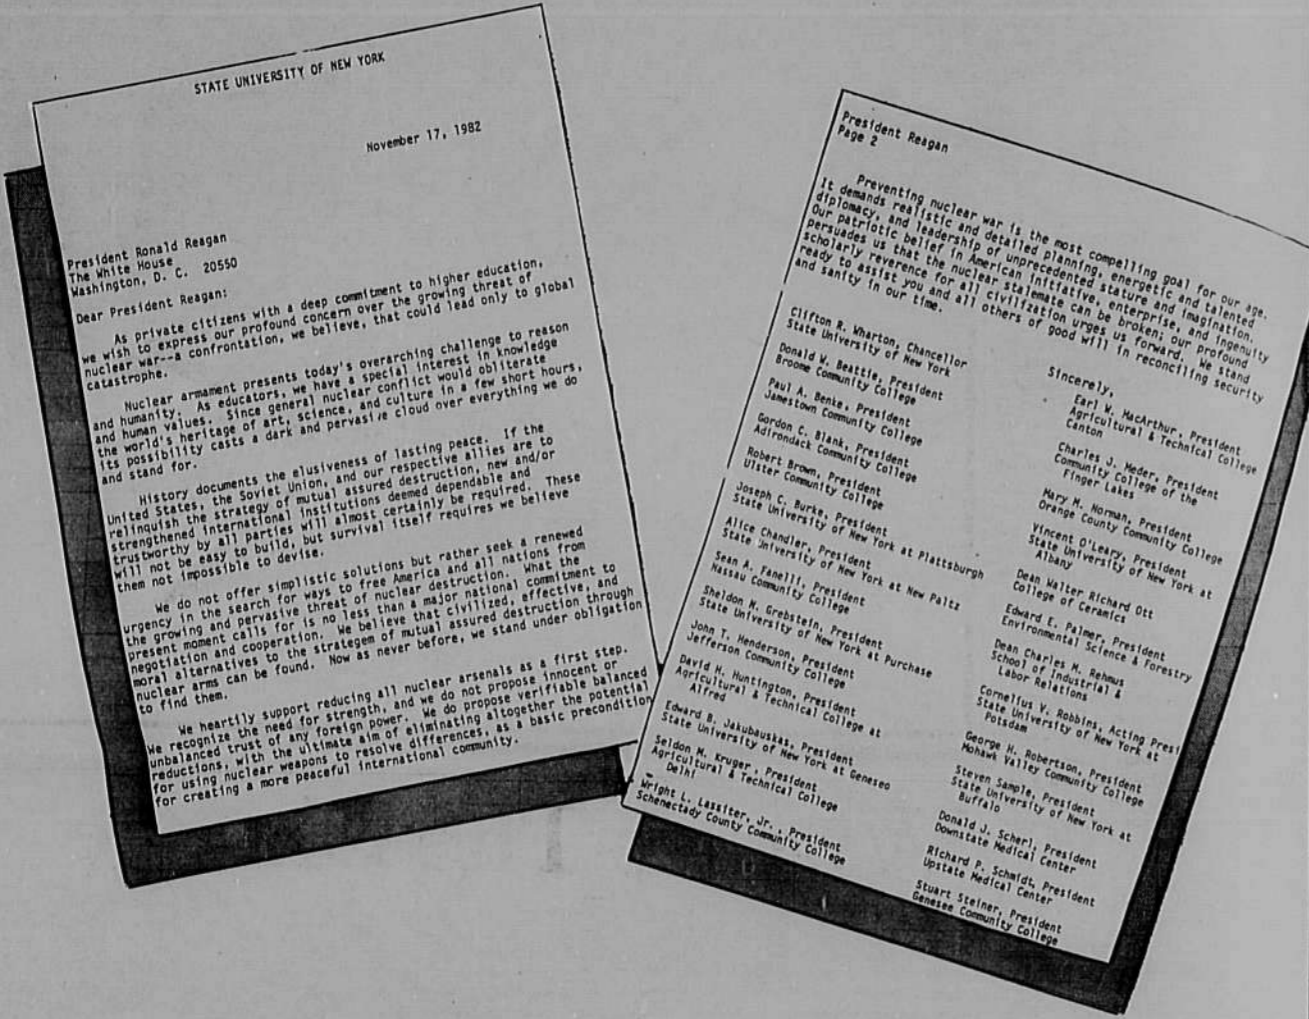 STATE UNIVERSITY OF NEW YORK
November 17, 1982
President Ronald Reagan
The White House
Washington, D. C. 20550
Dear President Reagan:
As private citizens with a deep commitment to higher education,
we wish to express our profound concern over the growing threat of
nuclear war--a confrontation, we believe, that could lead only to global
catastrophe.
Nuclear armament presents today's overarching challenge to reason
and humanity. As educators, we have a special interest in knowledge
and human values. Since general nuclear conflict would obliterate
the world's heritage of art, science, and culture in a few short hours,
its possibility casts a dark and pervasive cloud over everything we do
and stand for.
History documents the elusiveness of lasting peace. If the
United States, the Soviet Union, and our respective allies are to
relinquish the strategy of mutual assured destruction, new and/or
strengthened international institutions deemed dependable and
trustworthy by all parties will almost certainly be required. These
will not be easy to build, but survival itself requires we believe
them not impossible to devise.
We do not offer simplistic solutions but rather seek a renewed
urgency in the search for ways to free America and all nations from
the growing and pervasive threat of nuclear destruction. What the
present moment calls for is no less than a major national commitment to
negotiation and cooperation. We believe that civilized, effective, and
moral alternatives to the strategem of mutual assured destruction through
nuclear arms can be found. Now as never before, we stand under obligation
to find them.
We heartily support reducing all nuclear arsenals as a first step.
We recognize the need for strength, and we do not propose innocent or
unbalanced trust of any foreign power. We do propose verifiable balanced
reductions, with the ultimate aim of eliminating altogether the potential
for using nuclear weapons to resolve differences, as a basic precondition
for creating a more peaceful international community.
President Reagan
Page 2
Preventing nuclear war is the most compelling goal for our age.
It demands realistic and detailed planning, energetic and talented
diplomacy, and leadership of unprecedented stature and imagination.
Our patriotic belief in American initiative, enterprise, and ingenuity
persuades us that the nuclear stalemate can be broken; our profound
scholarly reverence for all civilization urges us forward. We stand
ready to assist you and all others of good will in reconciling security
and sanity in our time.
Sincerely,
Clifton R. Wharton, Chancellor
State University of New York
Donald W. Beattie, President
Broome Community College
Paul A. Benke, President
Jamestown Community College
Gordon C. Blank, President
Adirondack Community College
Robert Brown, President
Ulster Community College
Joseph C. Burke, President
State University of New York at Plattsburgh
Alice Chandler, President
State University of New York at New Paltz
Sean A. Fanelli, President
Nassau Community College
Sheldon N. Grebstein, President
State University of New York at Purchase
John T. Henderson, President
Jefferson Community College
David H. Huntington, President
Agricultural & Technical College at
Alfred
Edward B. Jakubauskas, President
State University of New York at Geneseo
Seldon M. Kruger, President
Agricultural & Technical College
Delhi
Wright L. Lassiter, Jr., President
Schenectady County Community College
Earl W. MacArthur, President
Agricultural & Technical College
Canton
Charles J. Meder, President
Community College of the
Finger Lakes
Mary M. Norman, President
Orange County Community College
Vincent O'Leary, President
State University of New York at
Albany
Dean Walter Richard Ott
College of Ceramics
Edward E. Palmer, President
Environmental Science & Forestry
Dean Charles M. Rehmus
School of Industrial &
Labor Relations
Cornelius V. Robbins, Acting Presi
State University of New York at
Potsdam
George H. Robertson, President
Mohawk Valley Community College
Steven Sample, President
State University of New York at
Buffalo
Donald J. Scherl, President
Downstate Medical Center
Richard P. Schmidt, President
Upstate Medical Center
Stuart Steiner, President
Genesee Community College